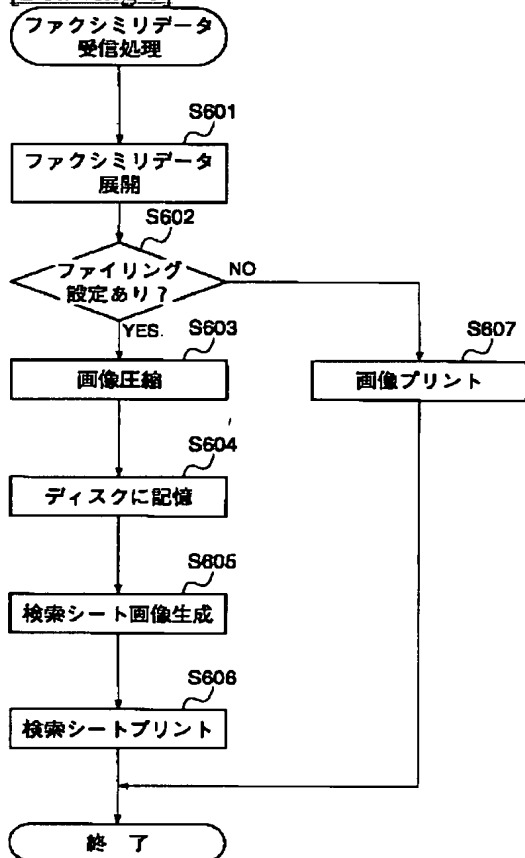 ファクシミリデータ
受信処理
S601
ファクシミリデータ
展開
S602
ファイリング
設定あり？
NO
YES.
S603
画像圧縮
S607
画像プリント
S604
ディスクに記憶
S605
検索シート画像生成
S606
検索シートプリント
終 了